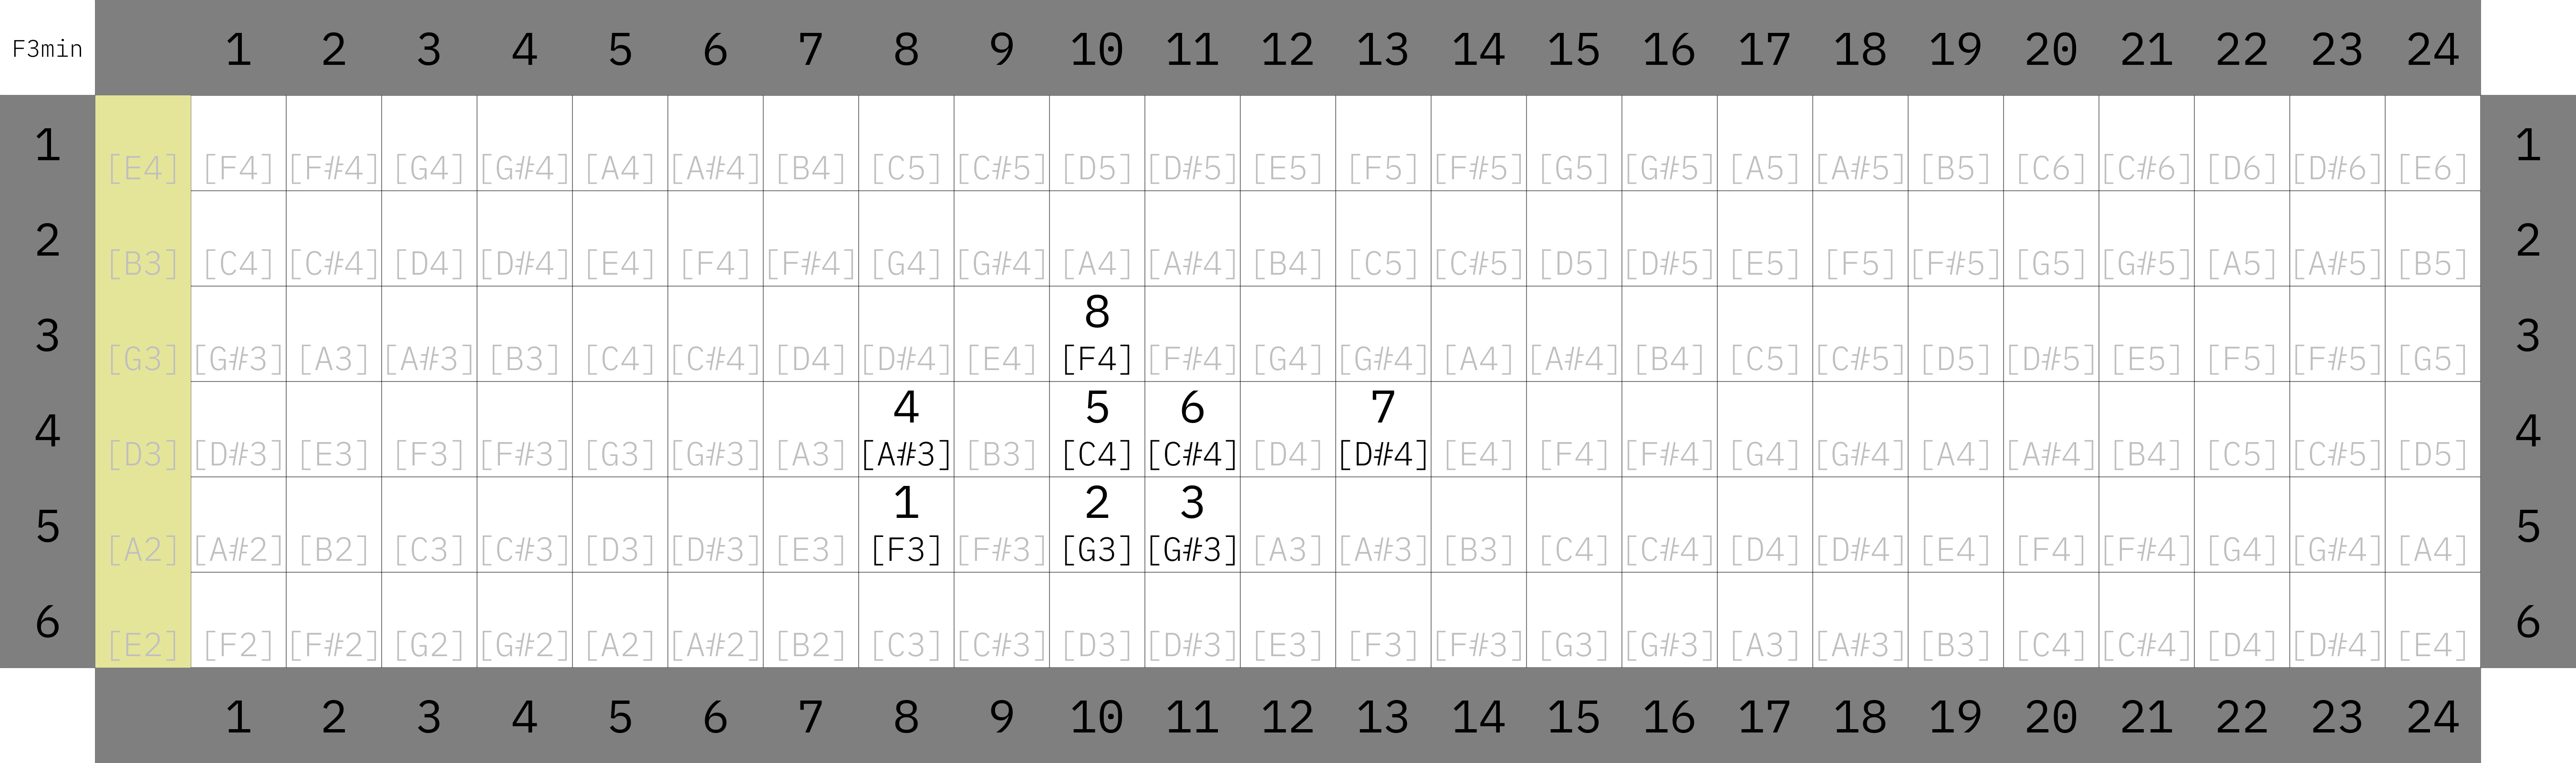 F3min 1 2 3 4 5 6 7 8 9 10 11 12 13 14 15 16 17 18 19 20 21 22 23 24
1 [E4] [F4] [F#4] [G4] [G#4] [A4] [A#4] [B4] [C5] [C#5] [D5] [D#5] [E5] [F5] [F#5] [G5] [G#5] [A5] [A#5] [B5] [C6] [C#6] [D6] [D#6] [E6] 1
2 [B3] [C4] [C#4] [D4] [D#4] [E4] [F4] [F#4] [G4] [G#4] [A4] [A#4] [B4] [C5] [C#5] [D5] [D#5] [E5] [F5] [F#5] [G5] [G#5] [A5] [A#5] [B5] 2
8
3 [G3] [G#3] [A3] [A#3] [B3] [C4] [C#4] [D4] [D#4] [E4] [F4] [F#4] [G4] [G#4] [A4] [A#4] [B4] [C5] [C#5] [D5] [D#5] [E5] [F5] [F#5] [G5] 3
4 5 6 7
4 [D3] [D#3] [E3] [F3] [F#3] [G3] [G#3] [A3] [A#3] [B3] [C4] [C#4] [D4] [D#4] [E4] [F4] [F#4] [G4] [G#4] [A4] [A#4] [B4] [C5] [C#5] [D5] 4
1 2 3
5 [A2] [A#2] [B2] [C3] [C#3] [D3] [D#3] [E3] [F3] [F#3] [G3] [G#3] [A3] [A#3] [B3] [C4] [C#4] [D4] [D#4] [E4] [F4] [F#4] [G4] [G#4] [A4] 5
6 [E2] [F2] [F#2] [G2] [G#2] [A2] [A#2] [B2] [C3] [C#3] [D3] [D#3] [E3] [F3] [F#3] [G3] [G#3] [A3] [A#3] [B3] [C4] [C#4] [D4] [D#4] [E4] 6
1 2 3 4 5 6 7 8 9 10 11 12 13 14 15 16 17 18 19 20 21 22 23 24